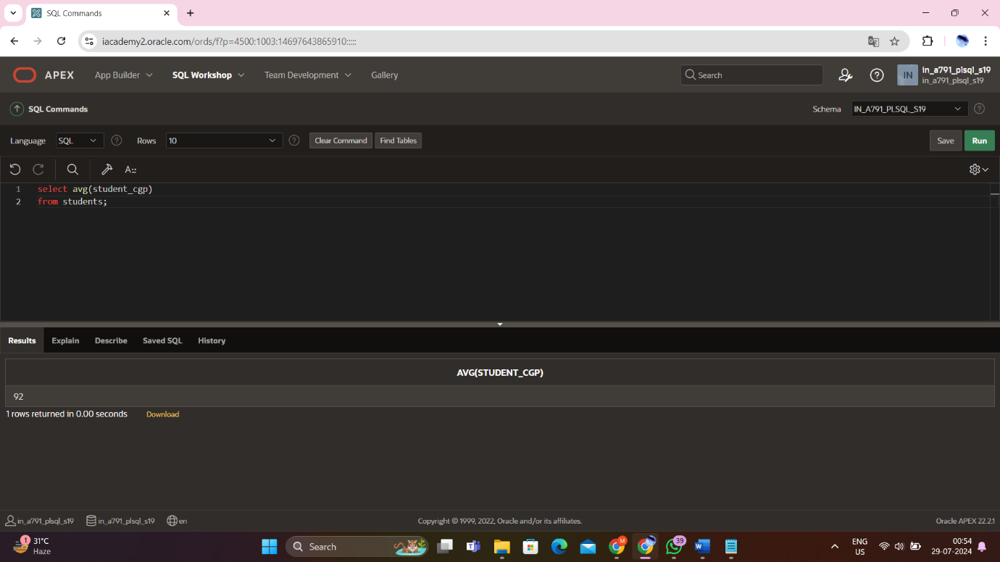 SQL Commands
iacademy2.oracle.com/ords/f?p=4500:1003:14697643865910:::::
APEX App Builder SQL Workshop Team Development Gallery Search IN in_a791_plsql_s19
in_a791_plsql_s19
SQL Commands Schema IN_A791_PLSQL_S19
Language SQL Rows 10 Clear Command Find Tables Save Run
A::
1 select avg(student_cgp)
2 from students;
Results Explain Describe Saved SQL History
AVG(STUDENT_CGP)
92
1 rows returned in 0.00 seconds Download
in_a791_plsql_s19 in_a791_plsql_s19 en Copyright © 1999, 2022, Oracle and/or its affiliates. Oracle APEX 22.2.1
1 31°C
Haze
Search
M
39
ENG
US
00:54
29-07-2024